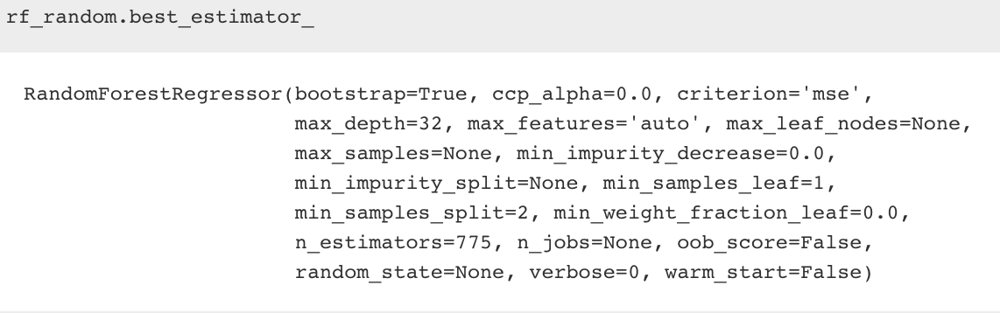 rf_random.best_estimator_
RandomForestRegressor(bootstrap=True, ccp_alpha=0.0, criterion='mse',
max_depth=32, max_features='auto', max_leaf_nodes=None,
max_samples=None, min_impurity_decrease=0.0,
min_impurity_split=None, min_samples_leaf=1,
min_samples_split=2, min_weight_fraction_leaf=0.0,
n_estimators=775, n_jobs=None, oob_score=False,
random_state=None, verbose=0, warm_start=False)